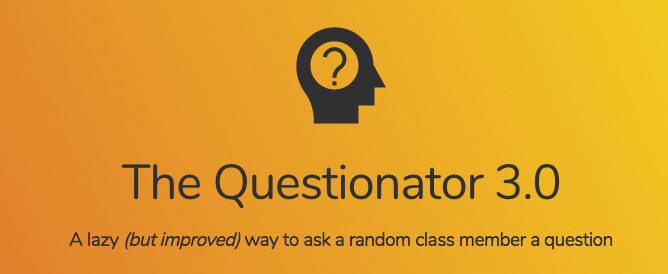 ?
The Questionator 3.0
A lazy (but improved) way to ask a random class member a question